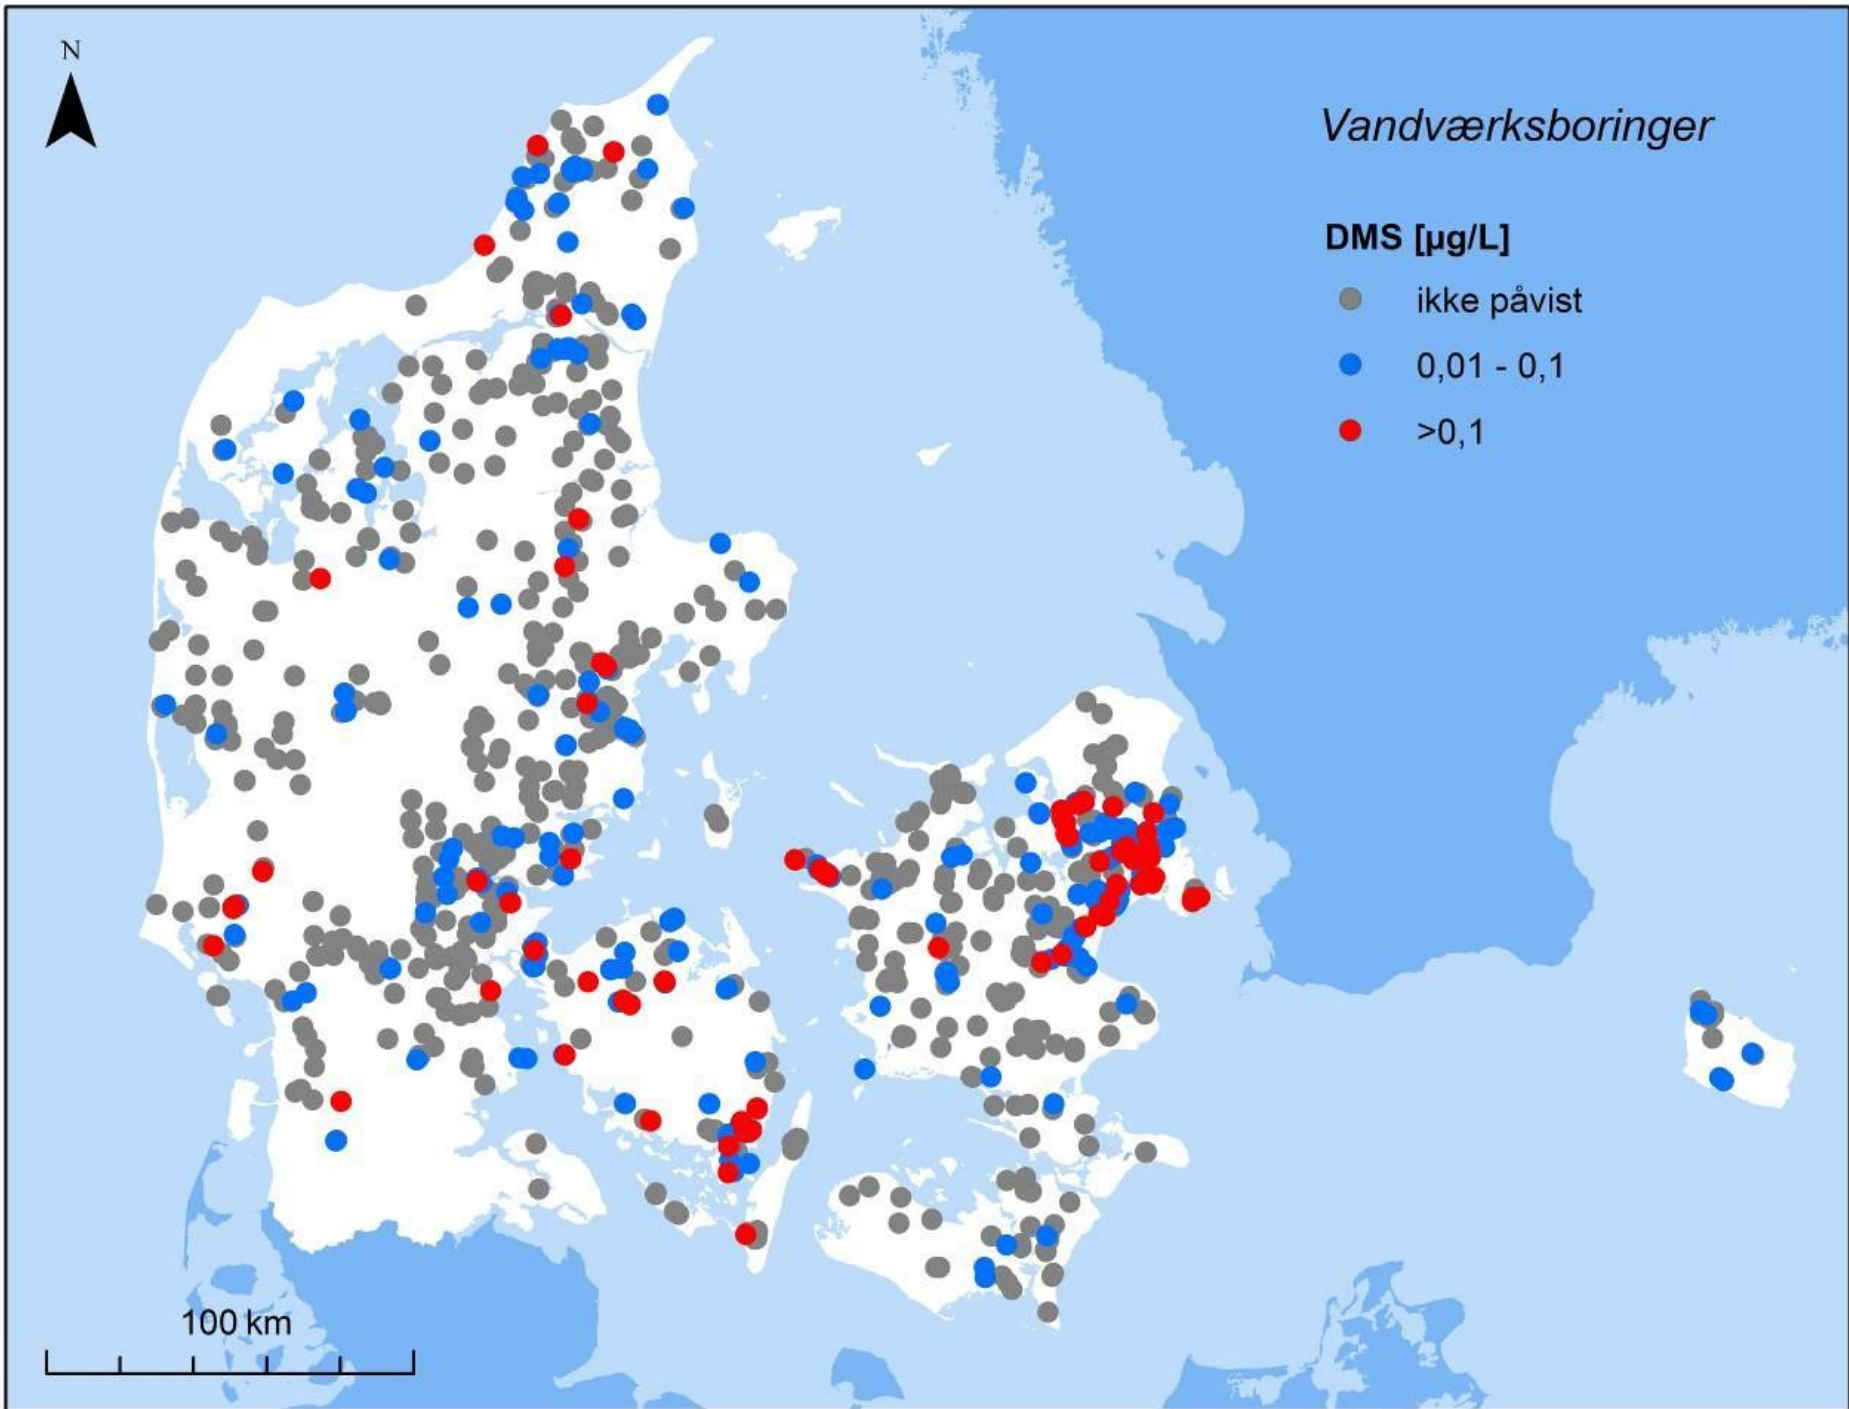 N
Vandværksboringer
DMS [µg/L]
ikke påvist
0,01 - 0,1
>0,1
100 km